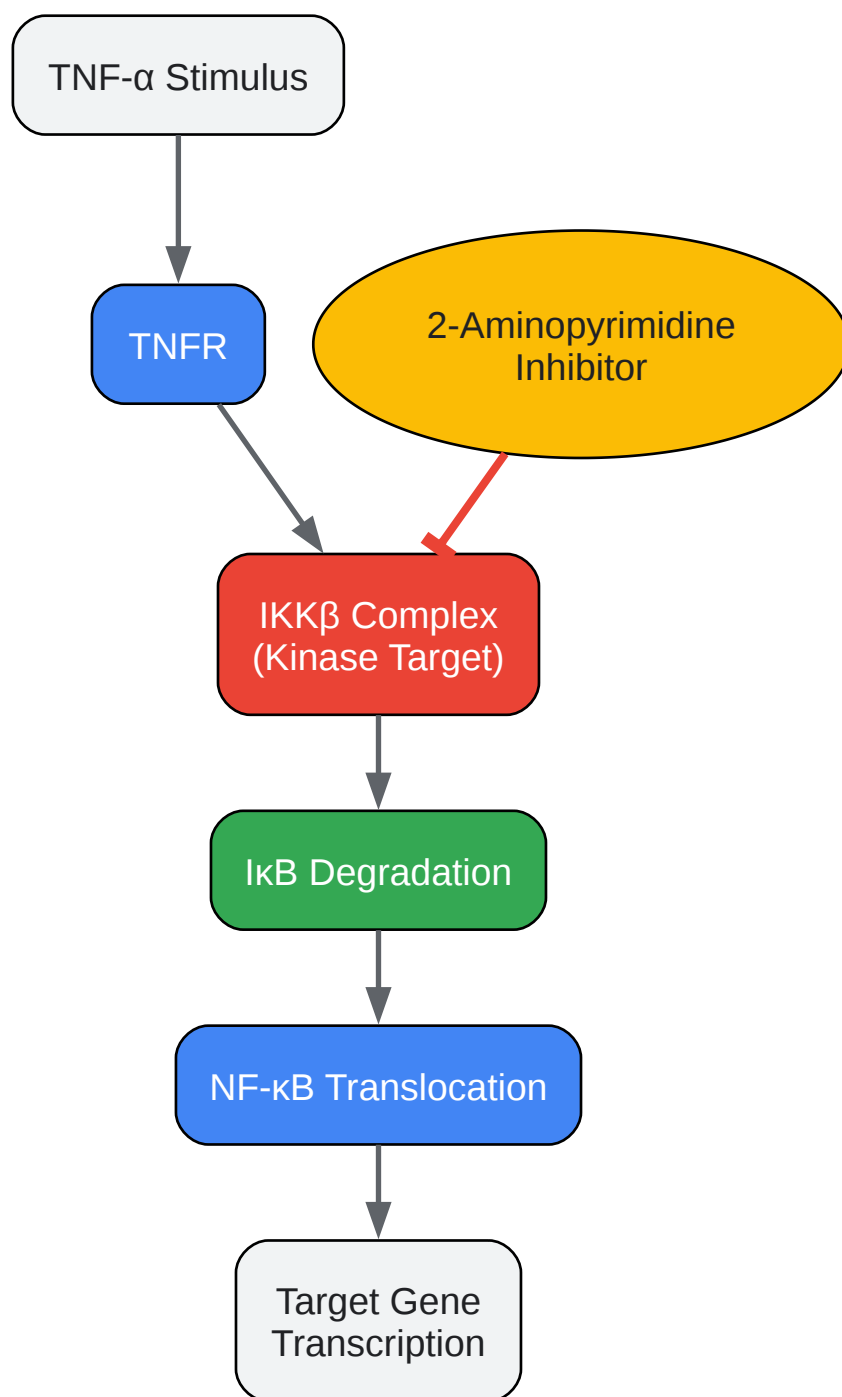 TNF-α Stimulus
TNFR
2-Aminopyrimidine
Inhibitor
IKKβ Complex
(Kinase Target)
IκB Degradation
NF-κB Translocation
Target Gene
Transcription